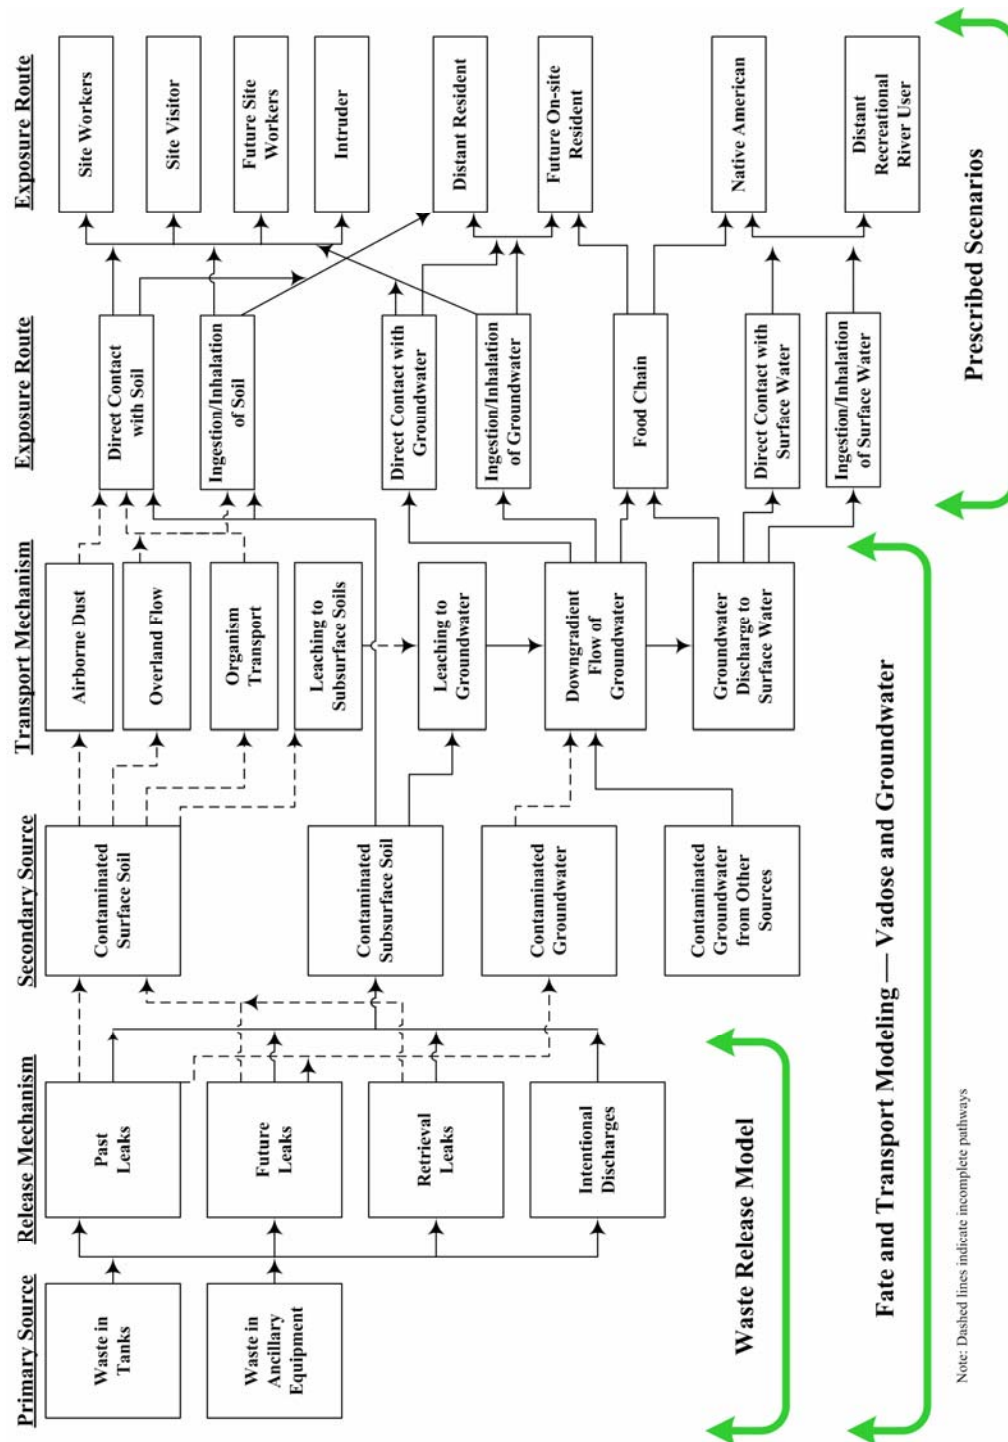 Primary Source
Waste in
Tanks
Waste in
Ancillary
Equipment
Release Mechanism
Past
Leaks
Future
Leaks
Retrieval
Leaks
Intentional
Discharges
Secondary Source
Contaminated
Surface Soil
Contaminated
Subsurface Soil
Contaminated
Groundwater
Contaminated
Groundwater
from Other
Sources
Transport Mechanism
Airborne Dust
Overland Flow
Organism
Transport
Leaching to
Subsurface Soils
Leaching to
Groundwater
Downgradient
Flow of
Groundwater
Groundwater
Discharge to
Surface Water
Exposure Route
Direct Contact
with Soil
Ingestion/Inhalation
of Soil
Direct Contact with
Groundwater
Ingestion/Inhalation
of Groundwater
Food Chain
Direct Contact with
Surface Water
Ingestion/Inhalation
of Surface Water
Exposure Route
Site Workers
Site Visitor
Future Site
Workers
Intruder
Distant Resident
Future On-site
Resident
Native American
Distant
Recreational
River User
Waste Release Model
Fate and Transport Modeling — Vadose and Groundwater
Prescribed Scenarios
Note: Dashed lines indicate incomplete pathways